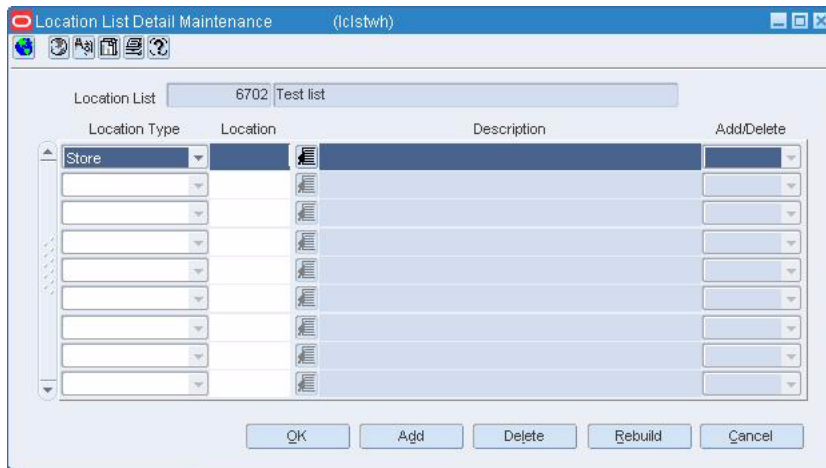 Location List Detail Maintenance (lclstwh)
Location List 6702 Test list
Location Type Location Description Add/Delete
Store
OK Add Delete Rebuild Cancel